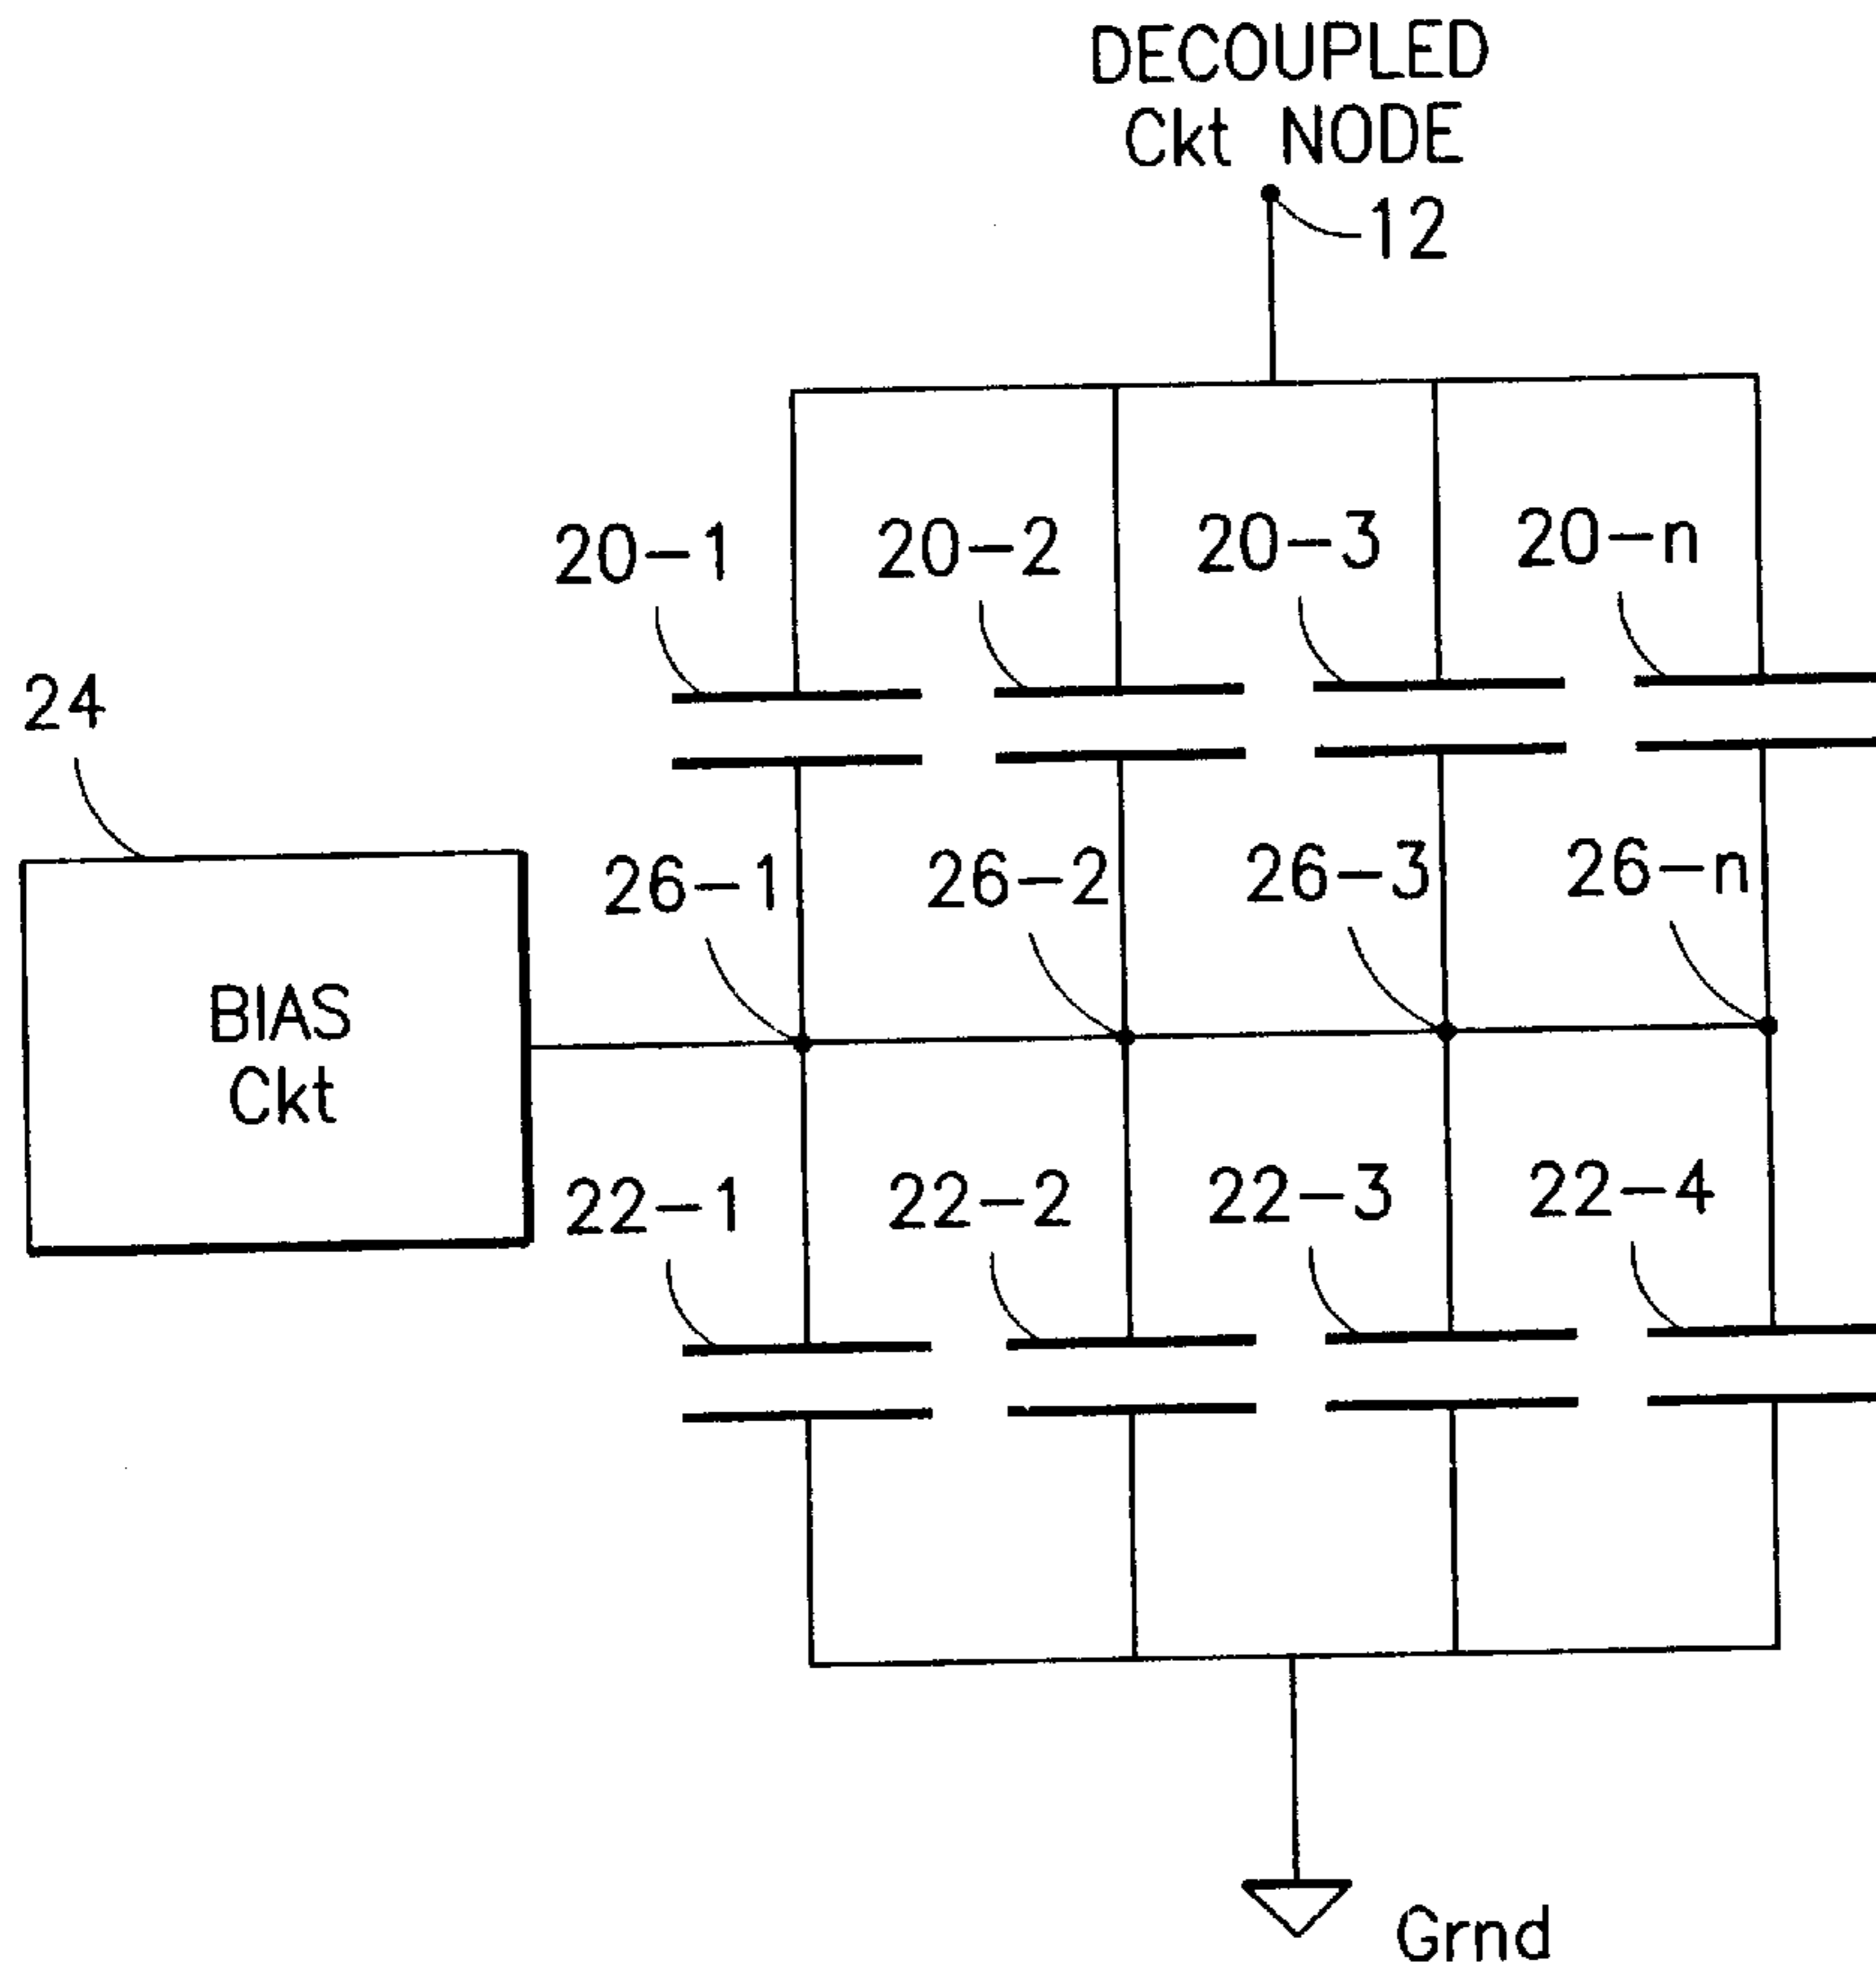 DECOUPLED
Ckt NODE
12
20-1 20-2 20-3 20-n
24
26-1 26-2 26-3 26-n
BIAS
Ckt
22-1 22-2 22-3 22-4
Grnd